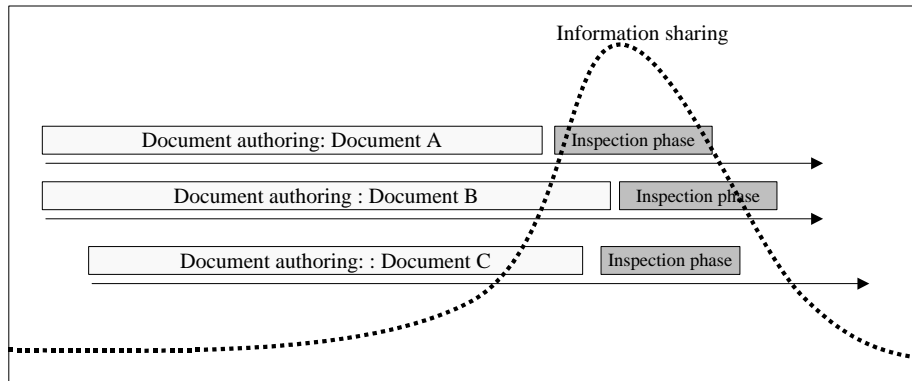 Information sharing
Document authoring: Document A
Inspection phase
Document authoring : Document B
Inspection phase
Document authoring: : Document C
Inspection phase